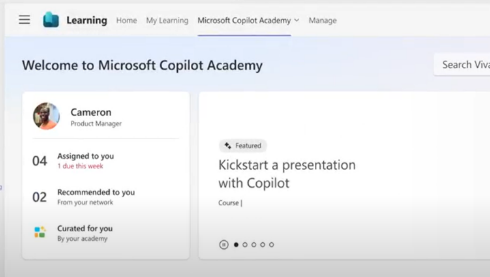 Learning Home My Learning Microsoft Copilot Academy Manage
Welcome to Microsoft Copilot Academy
Search Viva
Cameron
Product Manager
04 Assigned to you
1 due this week
02 Recommended to you
From your network
Curated for you
By your academy
Featured
Kickstart a presentation
with Copilot
Course |